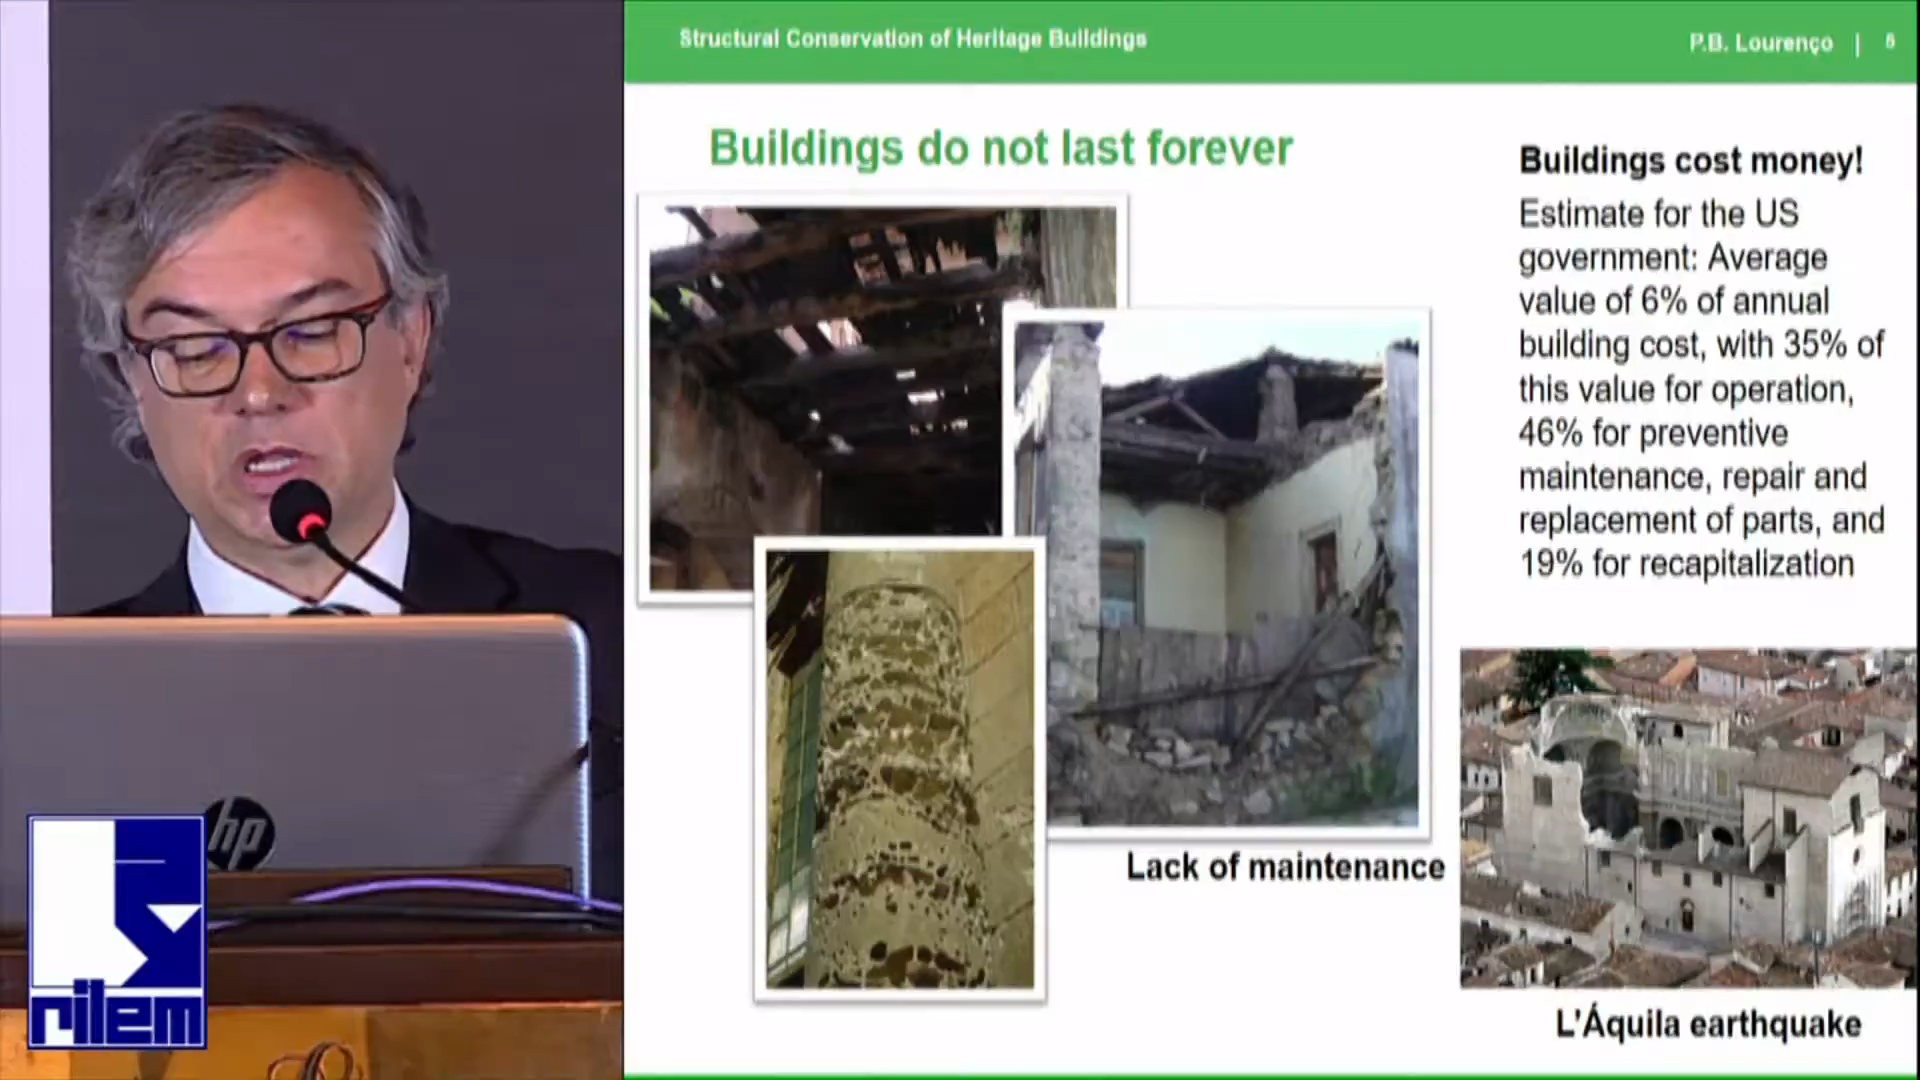 Structural Conservation of Heritage Buildings
P.B. Lourenço | 5
Buildings do not last forever
Buildings cost money!
Estimate for the US
government: Average
value of 6% of annual
building cost, with 35% of
this value for operation,
46% for preventive
maintenance, repair and
replacement of parts, and
19% for recapitalization
Lack of maintenance
L'Áquila earthquake
hp
rilem